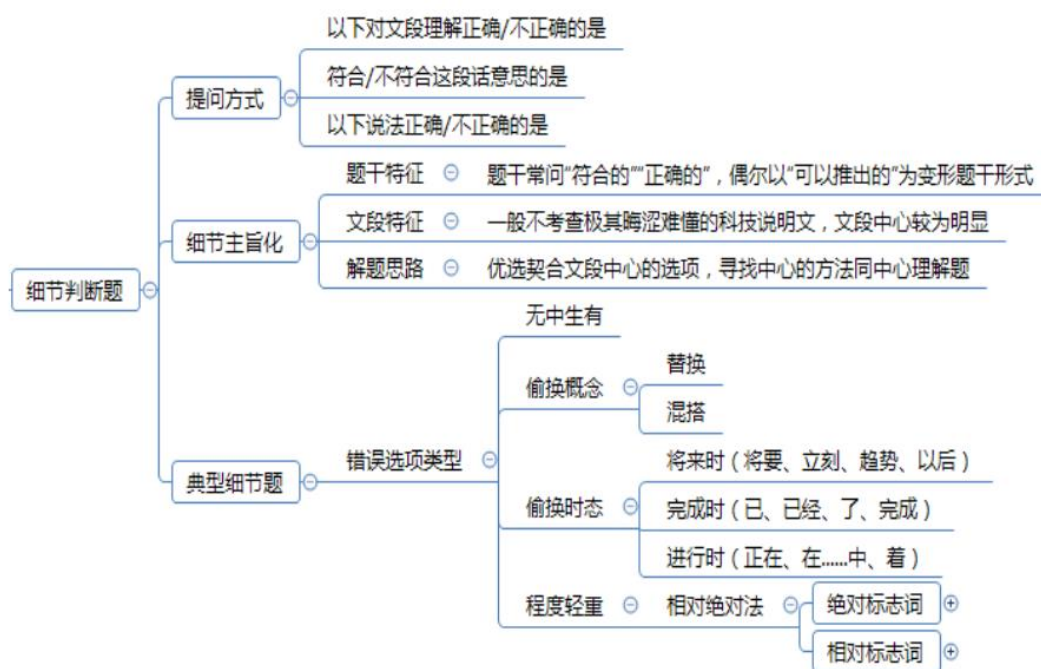 以下对文段理解正确/不正确的是
提问方式
符合/不符合这段话意思的是
以下说法正确/不正确的是
题干特征
题干常问“符合的”“正确的”，偶尔以“可以推出的”为变形题干形式
细节主旨化
文段特征
一般不考查极其晦涩难懂的科技说明文，文段中心较为明显
解题思路
优选契合文段中心的选项，寻找中心的方法同中心理解题
细节判断题
无中生有
偷换概念
替换
混搭
典型细节题
错误选项类型
将来时（将要、立刻、趋势、以后）
偷换时态
完成时（已、已经、了、完成）
进行时（正在、在……中、着）
程度轻重
相对绝对法
绝对标志词
相对标志词